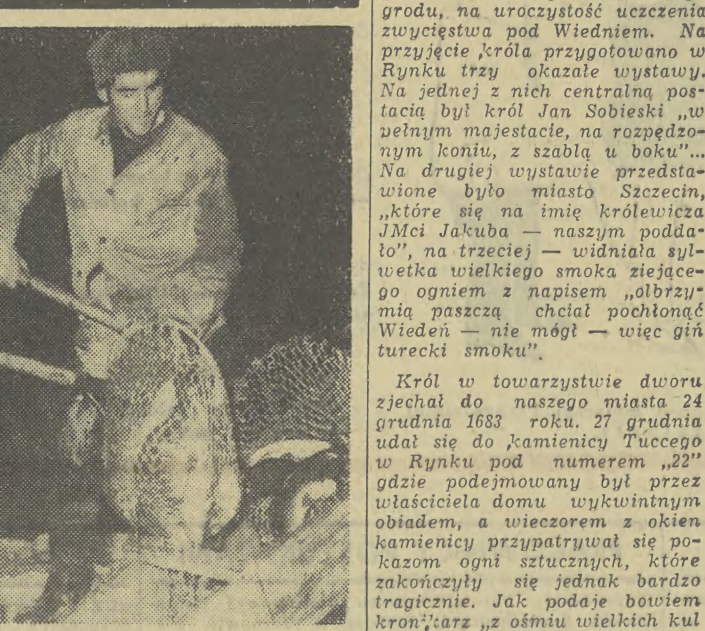 grodu, na uroczystość uczczenia
zwycięstwa pod Wiedniem. Na
przyjęcie króla przygotowano w
Rynku trzy okazałe wystawy.
Na jednej z nich centralną pos-
tacią był król Jan Sobieski „w
pełnym majestacie, na rozpędzo-
nym koniu, z szablą u boku"...
Na drugiej wystawie przedsta-
wione było miasto Szczecin,
„które się na imię królewicza
JMci Jakuba — naszym podda-
ło", na trzeciej — widniała syl-
wetka wielkiego smoka ziejące-
go ogniem z napisem „olbrzy-
mią paszczą chciał pochłonąć
Wiedeń — nie mógł — więc giń
turecki smoku".
Król w towarzystwie dworu
zjechał do naszego miasta 24
grudnia 1683 roku. 27 grudnia
udał się do kamienicy Tuccego
w Rynku pod numerem „22"
gdzie podejmowany był przez
właściciela domu wykwintnym
obiadem, a wieczorem z okien
kamienicy przypatrywał się po-
kazom ogni sztucznych, które
zakończyły się jednak bardzo
tragicznie. Jak podaje bowiem
kronikarz „z ośmiu wielkich kul